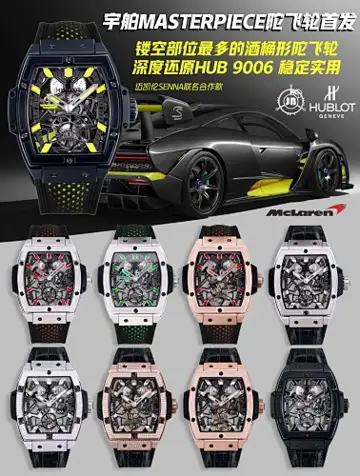 宇舶MASTERPIECE陀飞轮首发
镂空部位最多的酒桶形陀飞轮
深度还原HUB 9006 稳定实用
迈凯伦SENNA联名合作款
JB
HUBLOT
GENEVE
McLaren